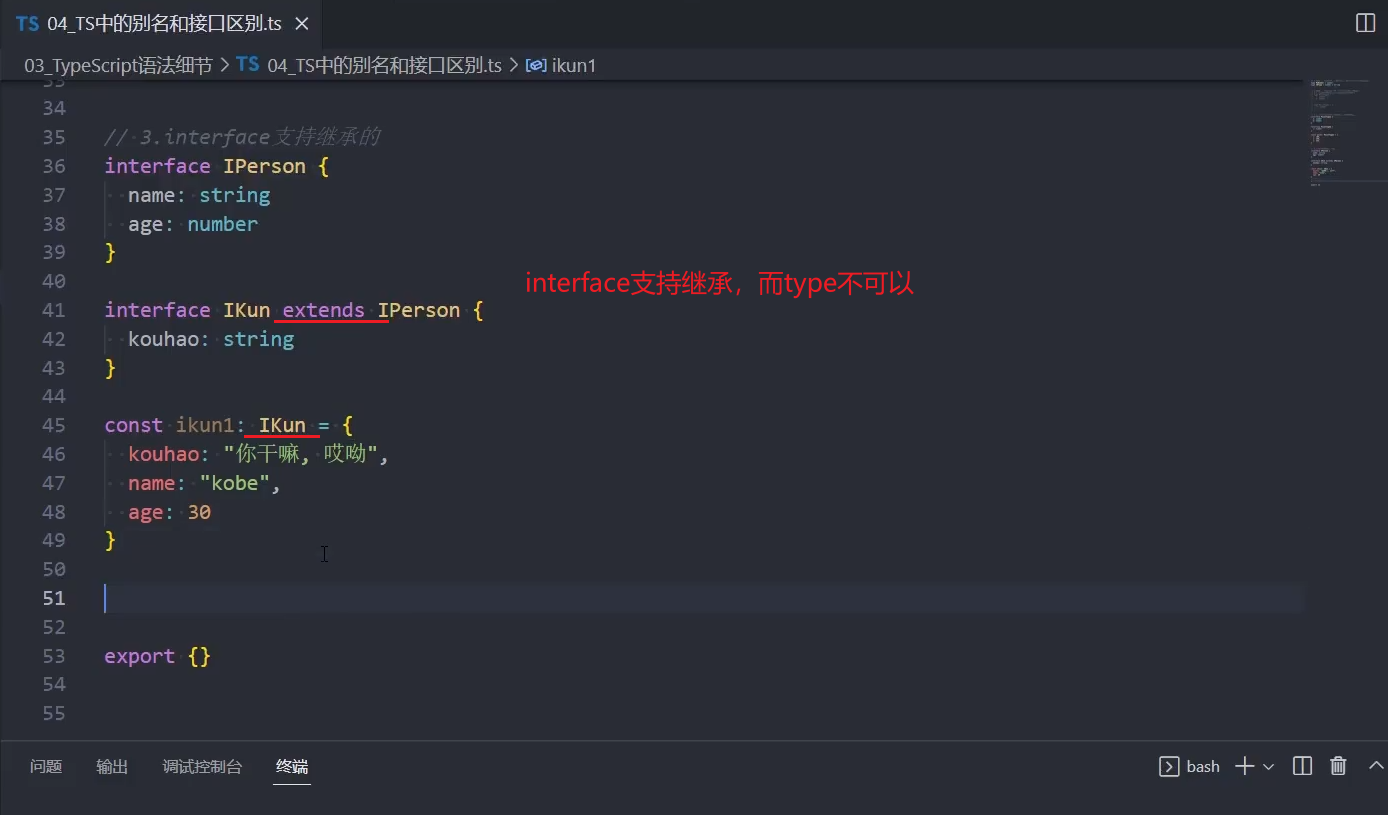 TS 04_TS中的别名和接口区别.ts
03_TypeScript语法细节 > TS 04_TS中的别名和接口区别.ts > ikun1
33
34
35 // 3.interface支持继承的
36 interface IPerson {
37 name: string
38 age: number
39 }
40
interface支持继承，而type不可以
41 interface IKun extends IPerson {
42 kouhao: string
43 }
44
45 const ikun1: IKun = {
46 kouhao: "你干嘛, 哎呦",
47 name: "kobe",
48 age: 30
49 }
50
51
52
53 export {}
54
55
问题 输出 调试控制台 终端 bash